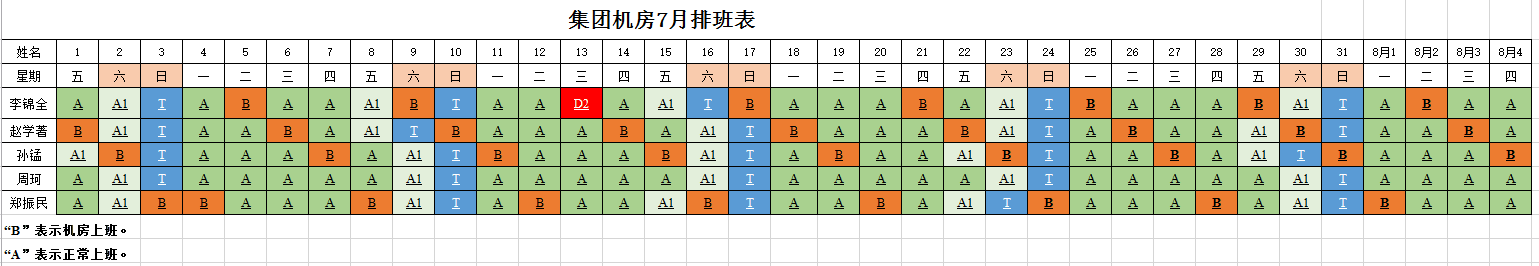 集团机房7月排班表
姓名 1 2 3 4 5 6 7 8 9 10 11 12 13 14 15 16 17 18 19 20 21 22 23 24 25 26 27 28 29 30 31 8月1 8月2 8月3 8月4
星期 五 六 日 一 二 三 四 五 六 日 一 二 三 四 五 六 日 一 二 三 四 五 六 日 一 二 三 四 五 六 日 一 二 三 四
李锦全 A A1 T A B A A A1 B T A A D2 A A1 T B A A A B A A1 T B A A A B A1 T A B A A
赵学著 B A1 T A A B A A1 T B A A A B A A1 T B A A A B A1 T A B A A A1 B T A A B A
孙锰 A1 B T A A A B A A1 T B A A A B A1 T A B A A A1 B T A A B A A1 T B A A A B
周珂 A A1 T A A A A A A1 T A A A A A A1 T A A A A A A1 T A A A A A A1 T A A A A
郑振民 A A1 B B A A A B A1 T A B A A A1 B T A A B A A1 T B A A A B A A1 T B A A A
“B”表示机房上班。
“A”表示正常上班。